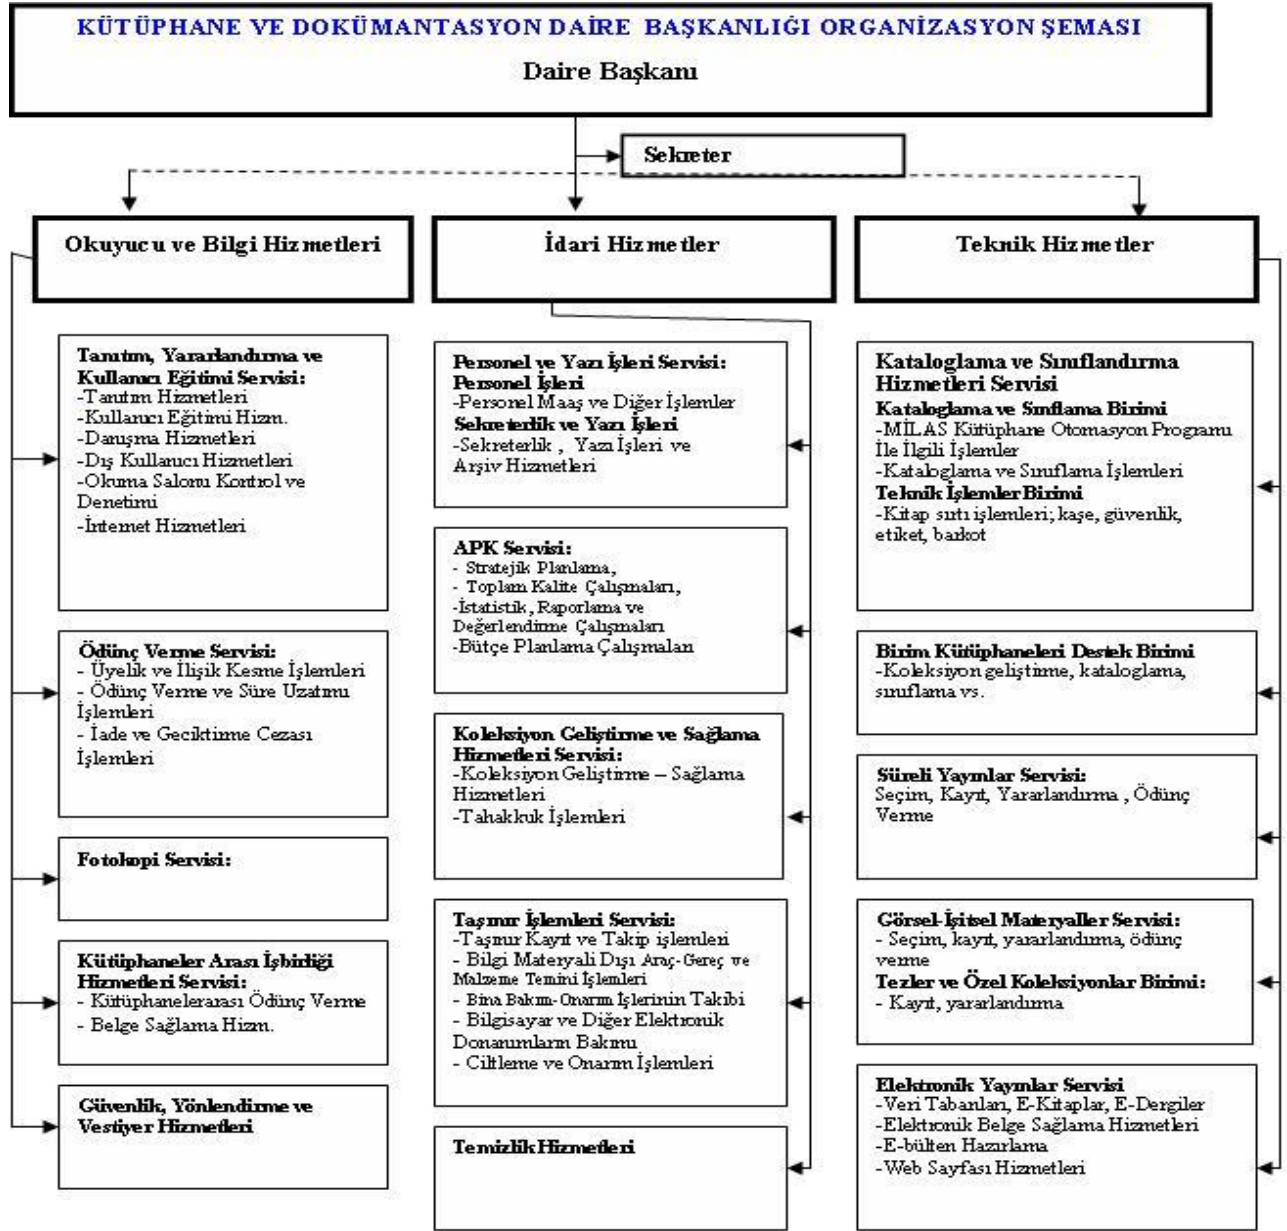 KÜTÜPHANE VE DOKÜMANTASYON DAİRE BAŞKANLIĞI ORGANİZASYON ŞEMASI
Daire Başkanı
Sekreter
Okuyucu ve Bilgi Hizmetleri
Tanıtım, Yararlandırma ve
Kullanıcı Eğitimi Servisi:
-Tanıtım Hizmetleri
-Kullanıcı Eğitimi Hizm.
-Danışma Hizmetleri
-Dış Kullanıcı Hizmetleri
-Okuma Salonu Kontrol ve
Denetimi
-İnternet Hizmetleri
Ödünç Verme Servisi:
- Üyelik ve İlişik Kesme İşlemleri
- Ödünç Verme ve Süre Uzatımı
İşlemleri
- İade ve Geciktirme Cezası
İşlemleri
Fotokopi Servisi:
Kütüphaneler Arası İşbirliği
Hizmetleri Servisi:
- Kütüphanelerarası Ödünç Verme
- Belge Sağlama Hizm.
Güvenlik, Yönlendirme ve
Vestiyer Hizmetleri
İdari Hizmetler
Personel ve Yazı İşleri Servisi:
Personel İşleri
-Personel Maaş ve Diğer İşlemler
Sekreterlik ve Yazı İşleri
-Sekreterlik , Yazı İşleri ve
Arşiv Hizmetleri
APK Servisi:
- Stratejik Planlama,
- Toplam Kalite Çalışmaları,
-İstatistik, Raporlama ve
Değerlendirme Çalışmaları
-Bütçe Planlama Çalışmaları
Koleksiyon Geliştirme ve Sağlama
Hizmetleri Servisi:
-Koleksiyon Geliştirme – Sağlama
Hizmetleri
-Tahakkuk İşlemleri
Taşınır İşlemleri Servisi:
-Taşınır Kayıt ve Takip işlemleri
- Bilgi Materyali Dışı Araç-Gereç ve
Malzeme Temini İşlemleri
- Bina Bakım-Onarım İşlerinin Takibi
- Bilgisayar ve Diğer Elektronik
Donanımların Bakımı
- Ciltleme ve Onarım İşlemleri
Temizlik Hizmetleri
Teknik Hizmetler
Kataloglama ve Sınıflandırma
Hizmetleri Servisi
Kataloglama ve Sınflama Birimi
-MİLAS Kütüphane Otomasyon Programı
İle İlgili İşlemler
-Kataloglama ve Sınıflama İşlemleri
Teknik İşlemler Birimi
-Kitap sırtı işlemleri; kaşe, güvenlik,
etiket, barkot
Birim Kütüphaneleri Destek Birimi
-Koleksiyon geliştirme, kataloglama,
sınıflama vs.
Süreli Yayınlar Servisi:
Seçim, Kayıt, Yararlandırma , Ödünç
Verme
Görsel-İşitsel Materyaller Servisi:
- Seçim, kayıt, yararlandırma, ödünç
verme
Tezler ve Özel Koleksiyonlar Birimi:
- Kayıt, yararlandırma
Elektronik Yayınlar Servisi
-Veri Tabanları, E-Kitaplar, E-Dergiler
-Elektronik Belge Sağlama Hizmetleri
-E-bülten Hazırlama
-Web Sayfası Hizmetleri